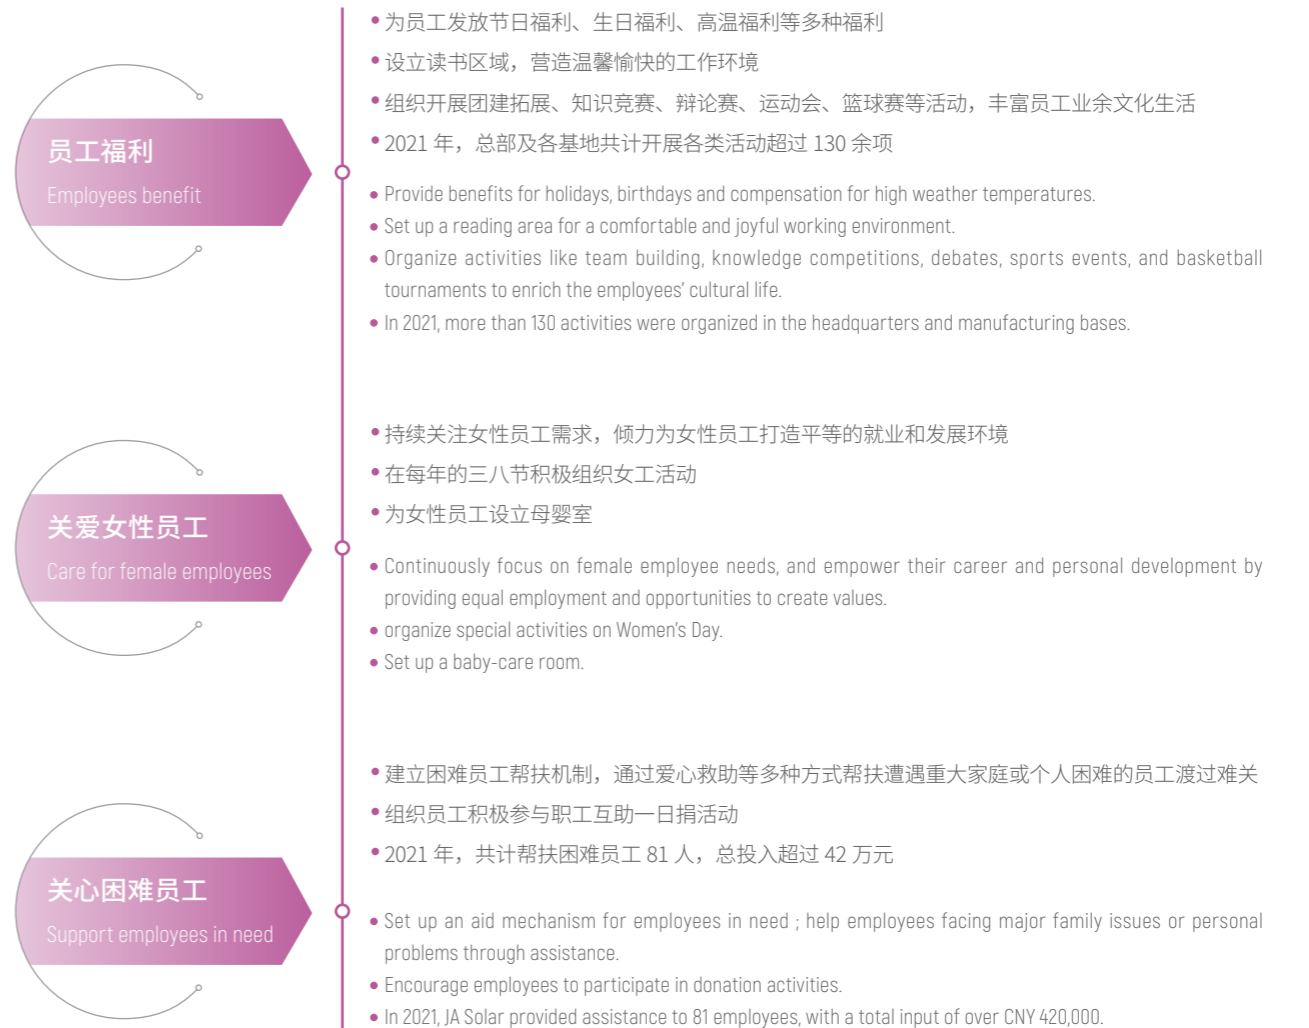 员工福利
Employees benefit
•为员工发放节日福利、生日福利、高温福利等多种福利
•设立读书区域，营造温馨愉快的工作环境
•组织开展团建拓展、知识竞赛、辩论赛、运动会、篮球赛等活动，丰富员工业余文化生活
•2021 年，总部及各基地共计开展各类活动超过 130 余项
• Provide benefits for holidays, birthdays and compensation for high weather temperatures.
• Set up a reading area for a comfortable and joyful working environment.
• Organize activities like team building, knowledge competitions, debates, sports events, and basketball
tournaments to enrich the employees' cultural life.
• In 2021, more than 130 activities were organized in the headquarters and manufacturing bases.
关爱女性员工
Care for female employees
•持续关注女性员工需求，倾力为女性员工打造平等的就业和发展环境
•在每年的三八节积极组织女工活动
•为女性员工设立母婴室
• Continuously focus on female employee needs, and empower their career and personal development by
providing equal employment and opportunities to create values.
• organize special activities on Women's Day.
• Set up a baby-care room.
关心困难员工
Support employees in need
•建立困难员工帮扶机制，通过爱心救助等多种方式帮扶遭遇重大家庭或个人困难的员工渡过难关
•组织员工积极参与职工互助一日捐活动
•2021 年，共计帮扶困难员工 81 人，总投入超过 42 万元
• Set up an aid mechanism for employees in need ; help employees facing major family issues or personal
problems through assistance.
• Encourage employees to participate in donation activities.
• In 2021, JA Solar provided assistance to 81 employees, with a total input of over CNY 420,000.